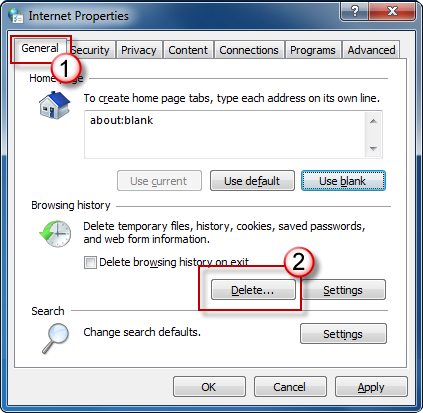 Internet Properties
General Security Privacy Content Connections Programs Advanced
1
Home page
To create home page tabs, type each address on its own line.
about:blank
Use current Use default Use blank
Browsing history
Delete temporary files, history, cookies, saved passwords,
and web form information.
Delete browsing history on exit
2
Delete... Settings
Search
Change search defaults.
Settings
OK Cancel Apply